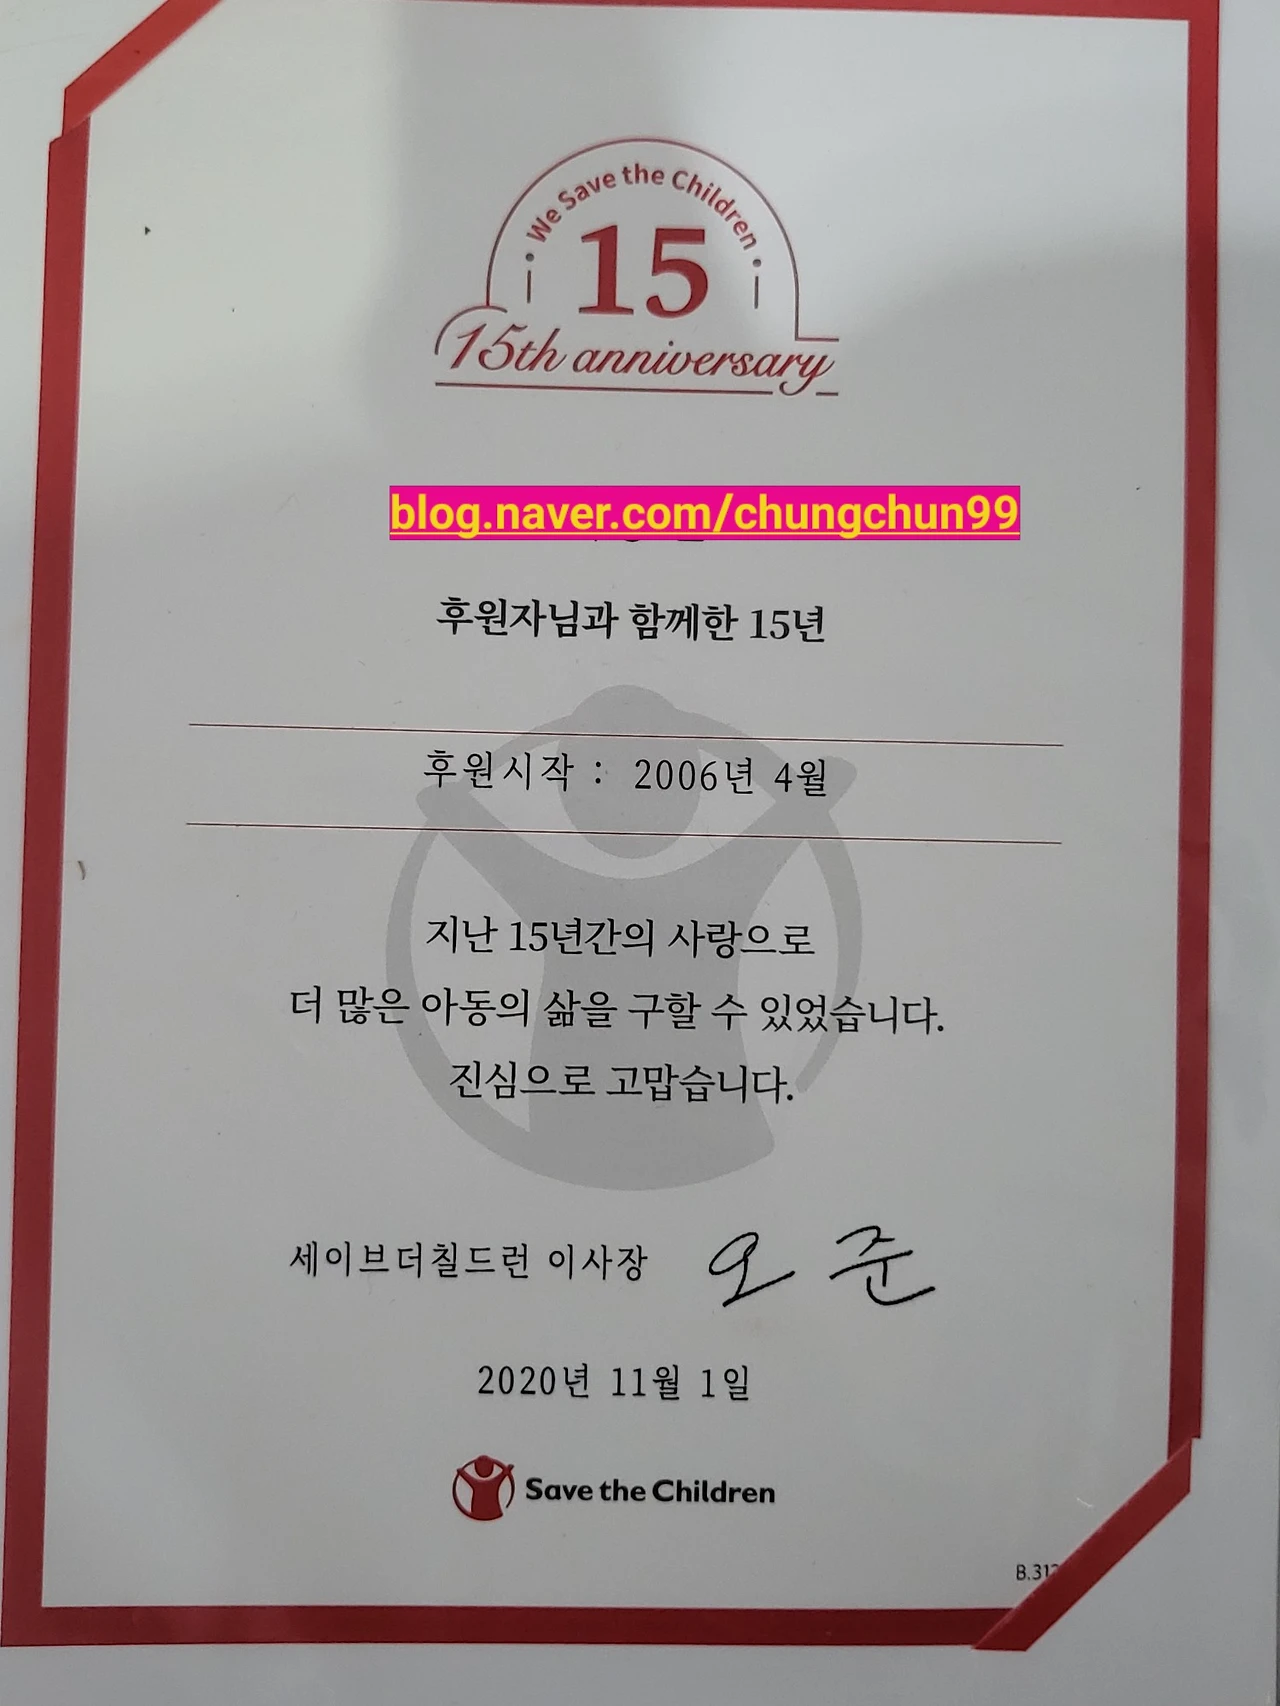 We Save the Children
15
15th anniversary
blog.naver.com/chungchun99
후원자님과 함께한 15년
후원시작 : 2006년 4월
지난 15년간의 사랑으로
더 많은 아동의 삶을 구할 수 있었습니다.
진심으로 고맙습니다.
세이브더칠드런 이사장 오준
2020년 11월 1일
Save the Children